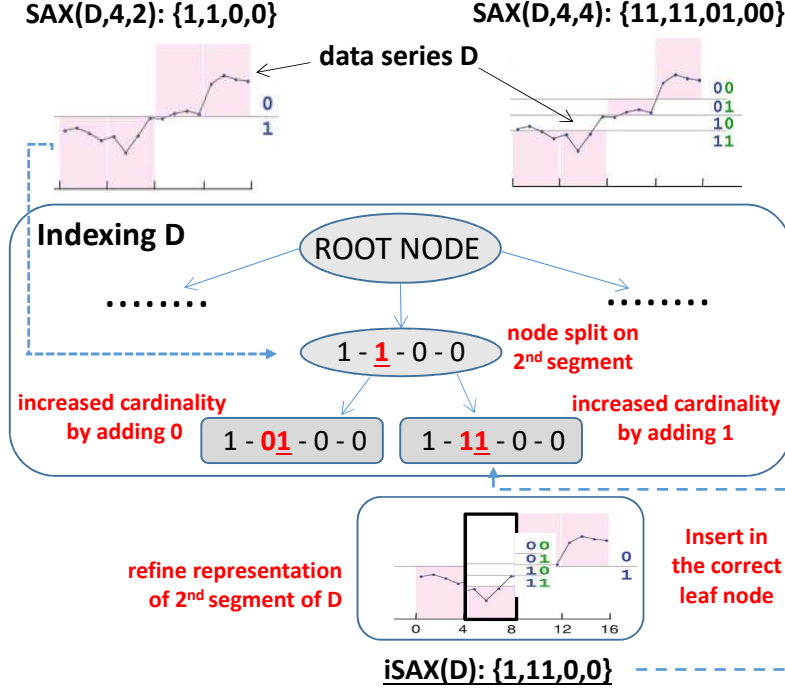 SAX(D,4,2): {1,1,0,0}
SAX(D,4,4): {11,11,01,00}
data series D
0
1
00
01
10
11
Indexing D
ROOT NODE
........
........
1 - 1 - 0 - 0
node split on
2nd segment
increased cardinality
by adding 0
increased cardinality
by adding 1
1 - 01 - 0 - 0
1 - 11 - 0 - 0
refine representation
of 2nd segment of D
00
01
10
11
0
1
0 4 8 12 16
Insert in
the correct
leaf node
iSAX(D): {1,11,0,0}